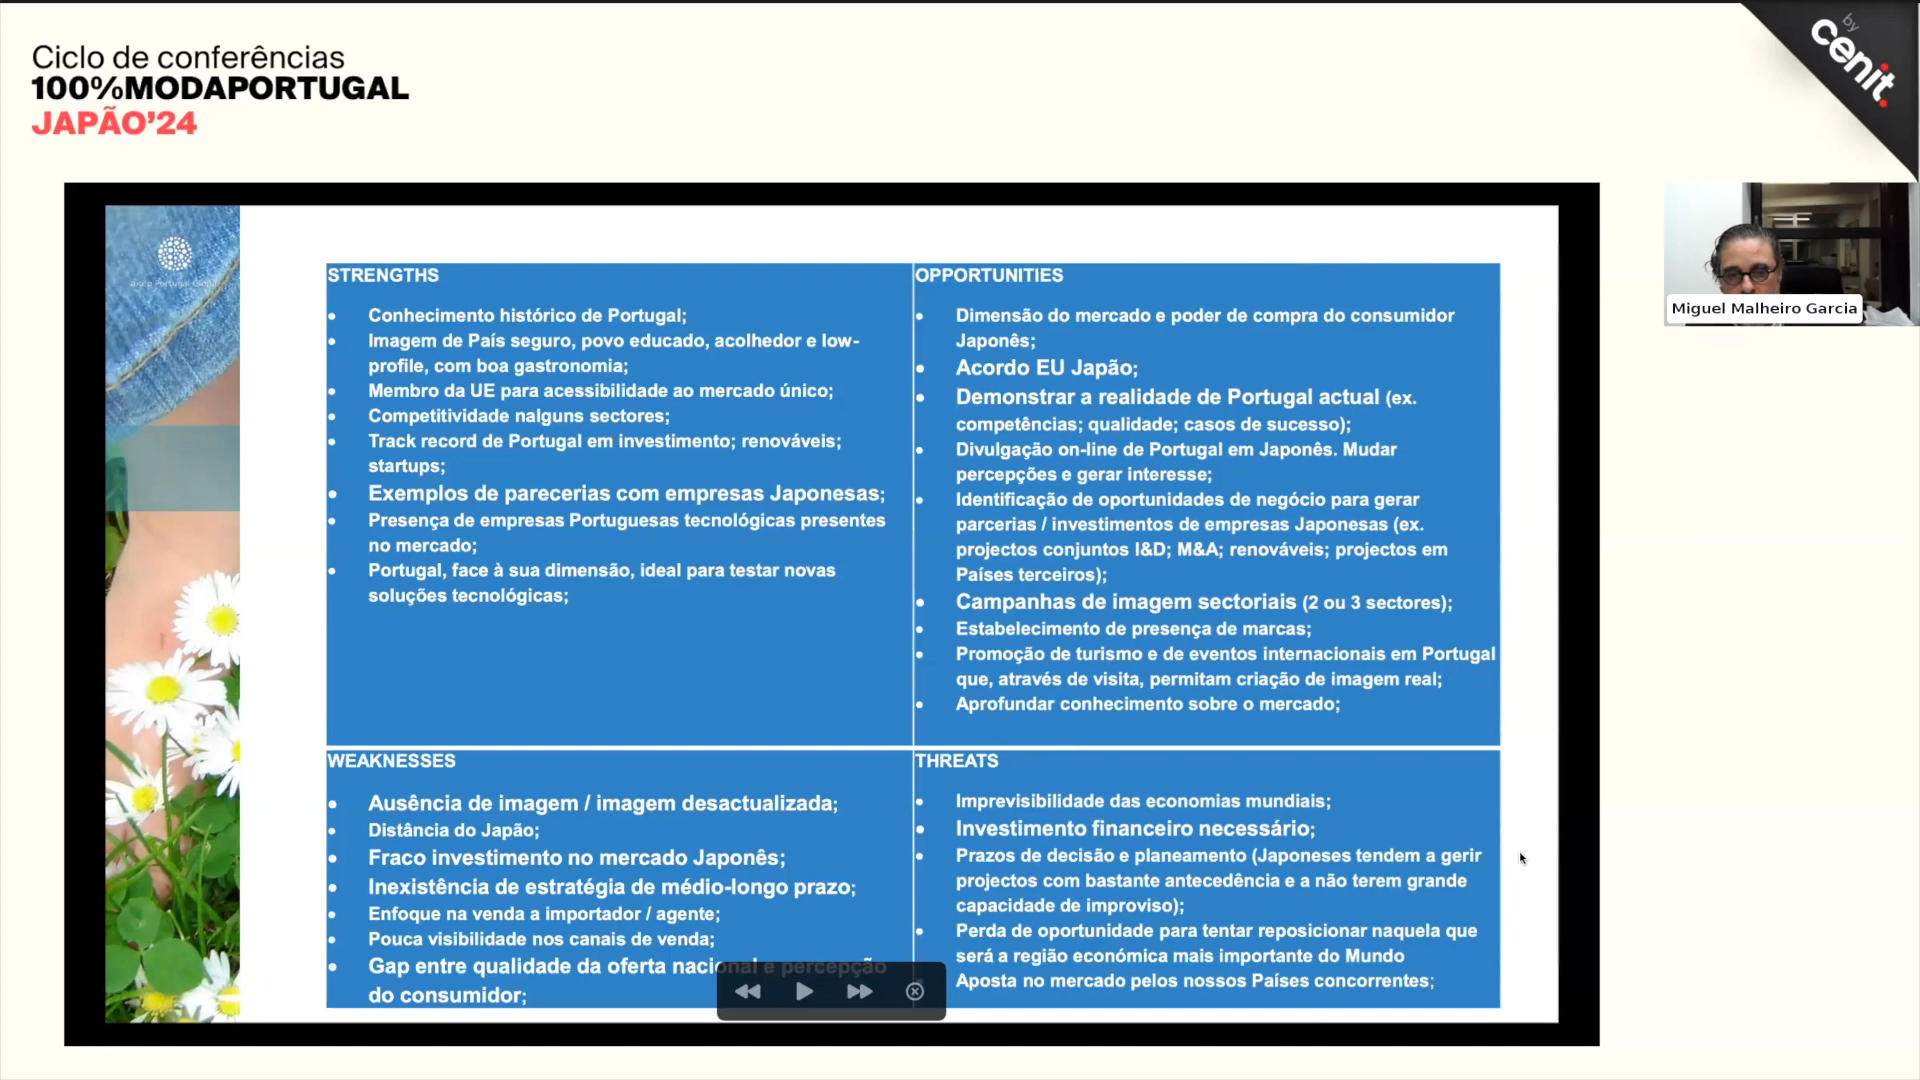 Ciclo de conferências
100%MODAPORTUGAL
JAPÃO’24
by
cenit.
aicep Portugal Global
STRENGTHS
• Conhecimento histórico de Portugal;
• Imagem de País seguro, povo educado, acolhedor e low-
profile, com boa gastronomia;
• Membro da UE para acessibilidade ao mercado único;
• Competitividade nalguns sectores;
• Track record de Portugal em investimento; renováveis;
startups;
• Exemplos de parecerias com empresas Japonesas;
• Presença de empresas Portuguesas tecnológicas presentes
no mercado;
• Portugal, face à sua dimensão, ideal para testar novas
soluções tecnológicas;
OPPORTUNITIES
• Dimensão do mercado e poder de compra do consumidor
Japonês;
• Acordo EU Japão;
• Demonstrar a realidade de Portugal actual (ex.
competências; qualidade; casos de sucesso);
• Divulgação on-line de Portugal em Japonês. Mudar
percepções e gerar interesse;
• Identificação de oportunidades de negócio para gerar
parcerias / investimentos de empresas Japonesas (ex.
projectos conjuntos I&D; M&A; renováveis; projectos em
Países terceiros);
• Campanhas de imagem sectoriais (2 ou 3 sectores);
• Estabelecimento de presença de marcas;
• Promoção de turismo e de eventos internacionais em Portugal
que, através de visita, permitam criação de imagem real;
• Aprofundar conhecimento sobre o mercado;
WEAKNESSES
• Ausência de imagem / imagem desactualizada;
• Distância do Japão;
• Fraco investimento no mercado Japonês;
• Inexistência de estratégia de médio-longo prazo;
• Enfoque na venda a importador / agente;
• Pouca visibilidade nos canais de venda;
• Gap entre qualidade da oferta nacional e percepção
do consumidor;
THREATS
• Imprevisibilidade das economias mundiais;
• Investimento financeiro necessário;
• Prazos de decisão e planeamento (Japoneses tendem a gerir
projectos com bastante antecedência e a não terem grande
capacidade de improviso);
• Perda de oportunidade para tentar reposicionar naquela que
será a região económica mais importante do Mundo
Aposta no mercado pelos nossos Países concorrentes;
Miguel Malheiro Garcia